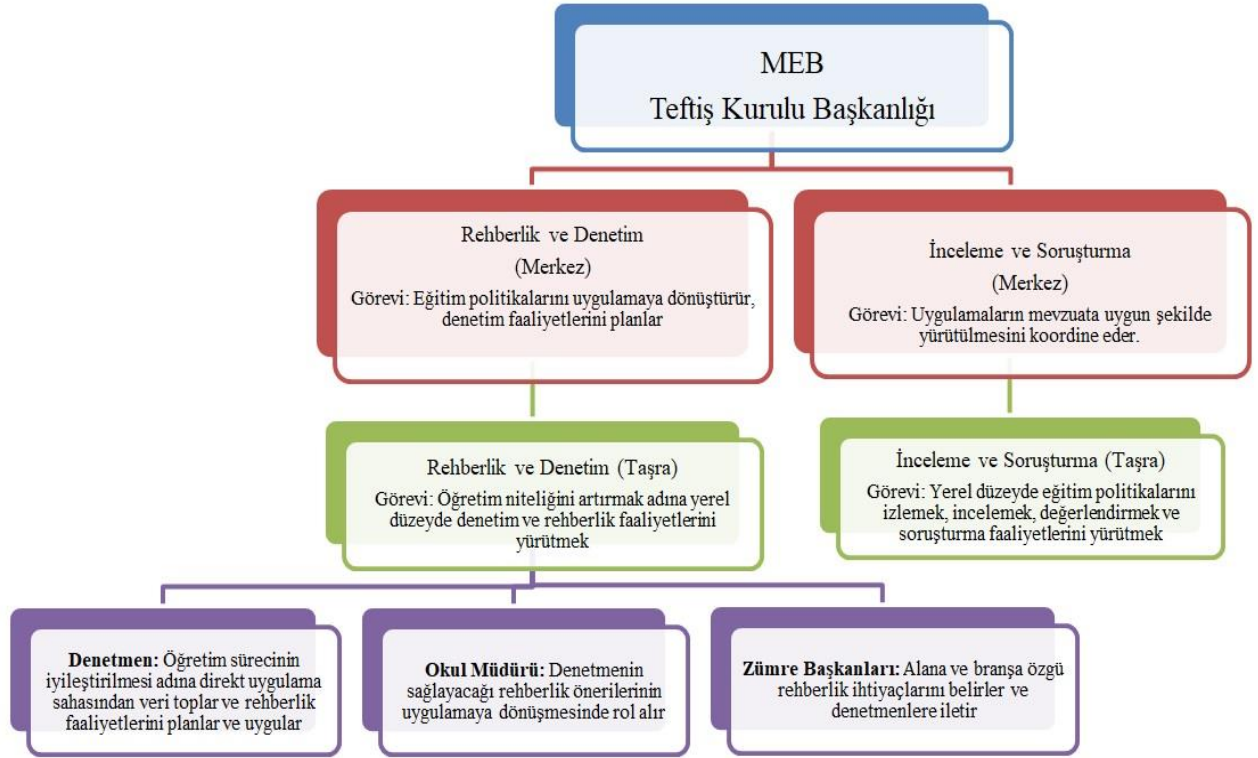 MEB
Teftiş Kurulu Başkanlığı
Rehberlik ve Denetim
(Merkez)
Görevi: Eğitim politikalarını uygulamaya dönüştürür,
denetim faaliyetlerini planlar
İnceleme ve Soruşturma
(Merkez)
Görevi: Uygulamaların mevzuata uygun şekilde
yürütülmesini koordine eder.
Rehberlik ve Denetim (Taşra)
Görevi: Öğretim niteliğini artırmak adına yerel
düzeyde denetim ve rehberlik faaliyetlerini
yürütmek
İnceleme ve Soruşturma (Taşra)
Görevi: Yerel düzeyde eğitim politikalarını
izlemek, incelemek, değerlendirmek ve
soruşturma faaliyetlerini yürütmek
Denetmen: Öğretim sürecinin
iyileştirilmesi adına direkt uygulama
sahasından veri toplar ve rehberlik
faaliyetlerini planlar ve uygular
Okul Müdürü: Denetmenin
sağlayacağı rehberlik önerilerinin
uygulamaya dönüşmesinde rol alır
Zümre Başkanları: Alana ve branşa özgü
rehberlik ihtiyaçlarını belirler ve
denetmenlere iletir